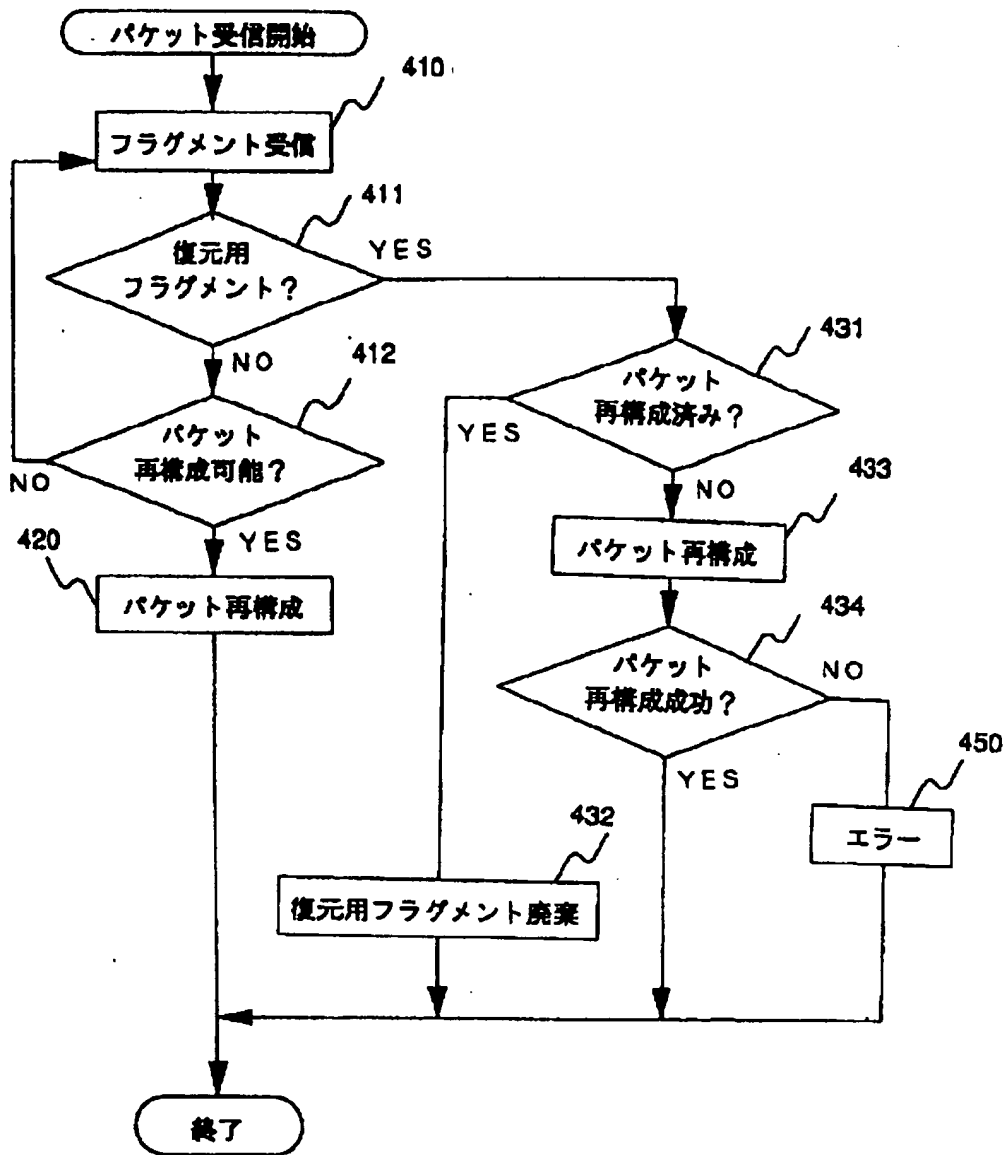 パケット受信開始
410
フラグメント受信
411
復元用
フラグメント？
YES
NO
412
パケット
再構成可能？
NO
YES
420
パケット再構成
431
パケット
再構成済み？
YES
NO
433
パケット再構成
434
パケット
再構成成功？
NO
YES
450
エラー
432
復元用フラグメント廃棄
終了